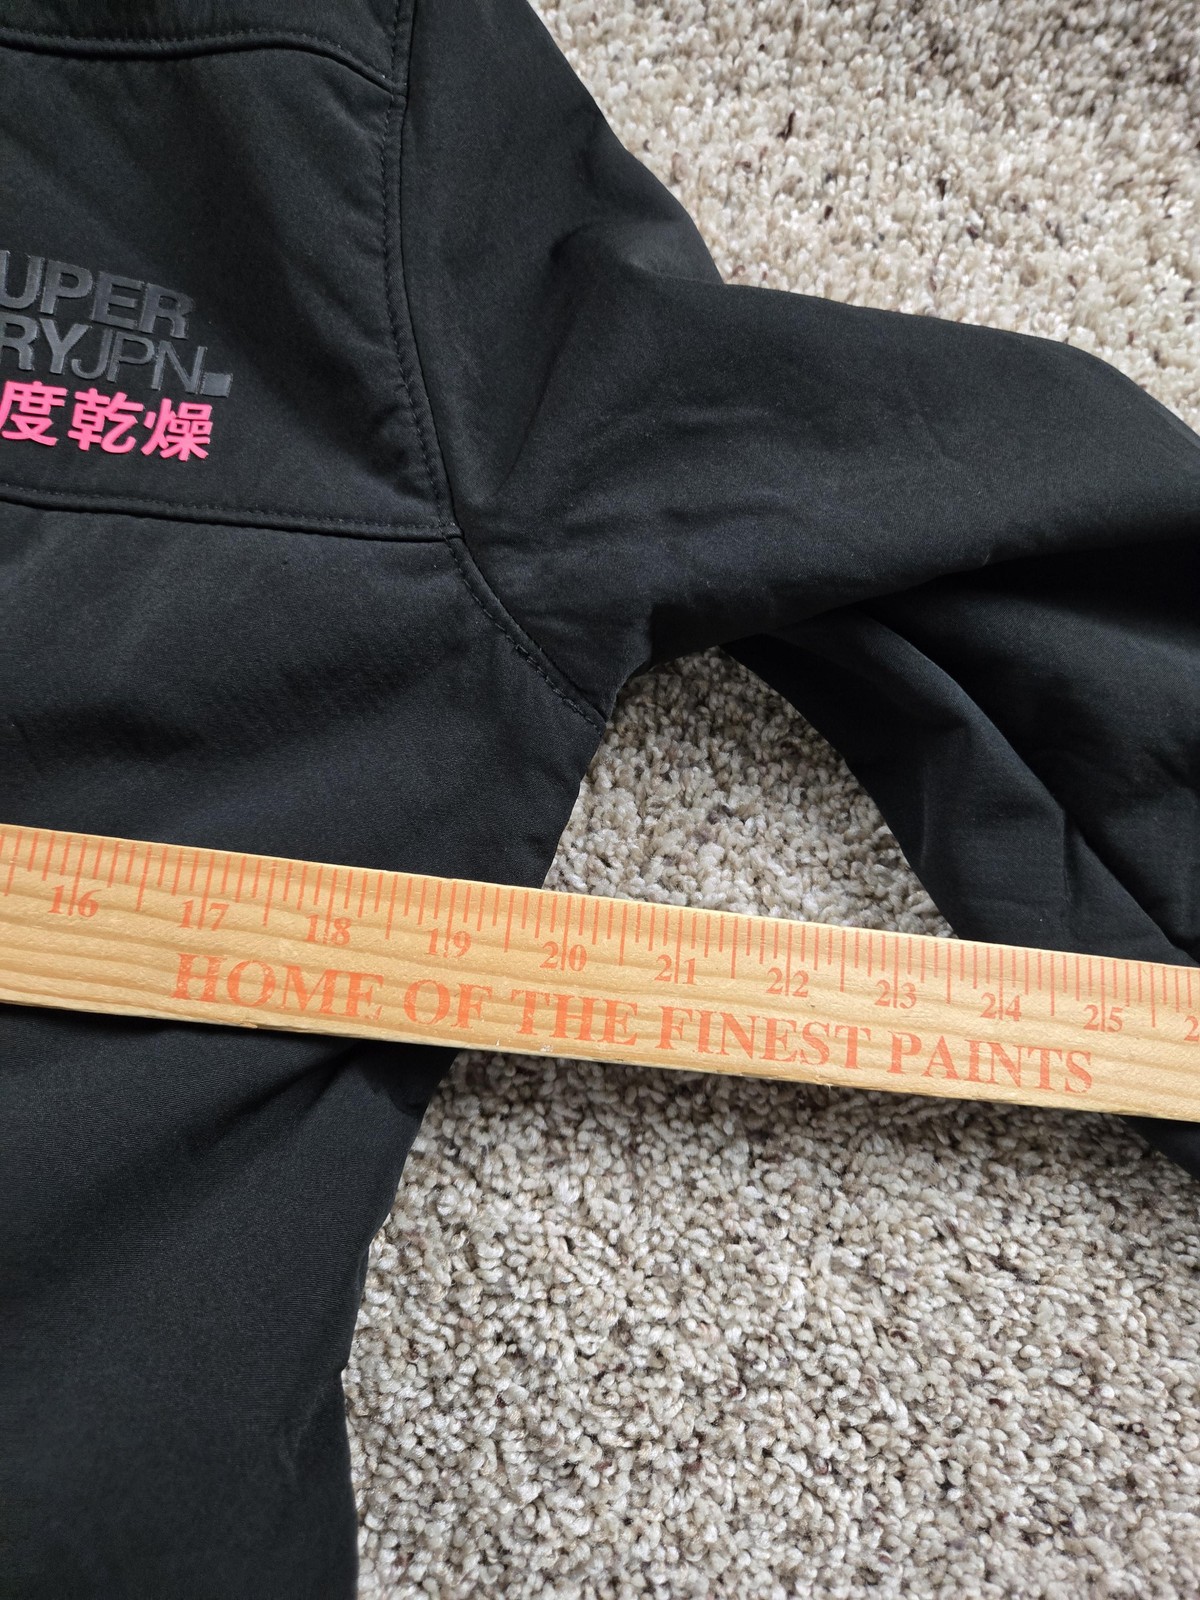 UPER
RYJPN
度乾燥
16 17 18 19 20 21 22 23 24 25 2
HOME OF THE FINEST PAINTS